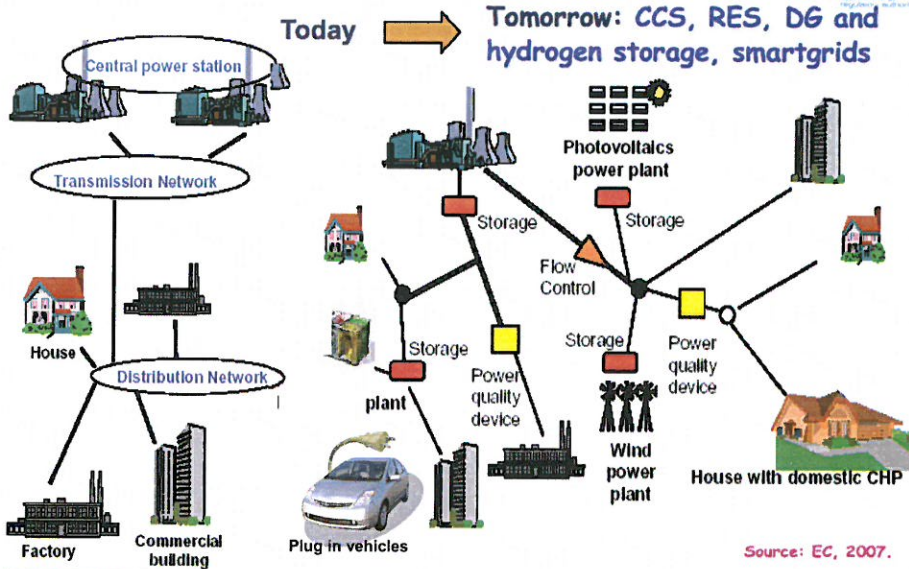 Today
Tomorrow: CCS, RES, DG and
hydrogen storage, smartgrids
Central power station
Transmission Network
House
Distribution Network
Factory
Commercial
building
Storage
Storage
plant
Power
quality
device
Plug in vehicles
Photovoltaics
power plant
Storage
Flow
Control
Storage
Power
quality
device
Wind
power
plant
House with domestic CHP
Source: EC, 2007.